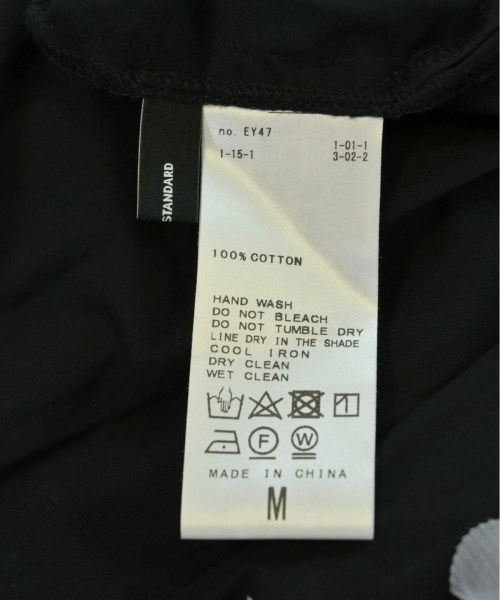 no. EY47
1-15-1 1-01-1
3-02-2
STANDARD
100% COTTON
HAND WASH
DO NOT BLEACH
DO NOT TUMBLE DRY
LINE DRY IN THE SHADE
COOL IRON
DRY CLEAN
WET CLEAN
F W
MADE IN CHINA
M